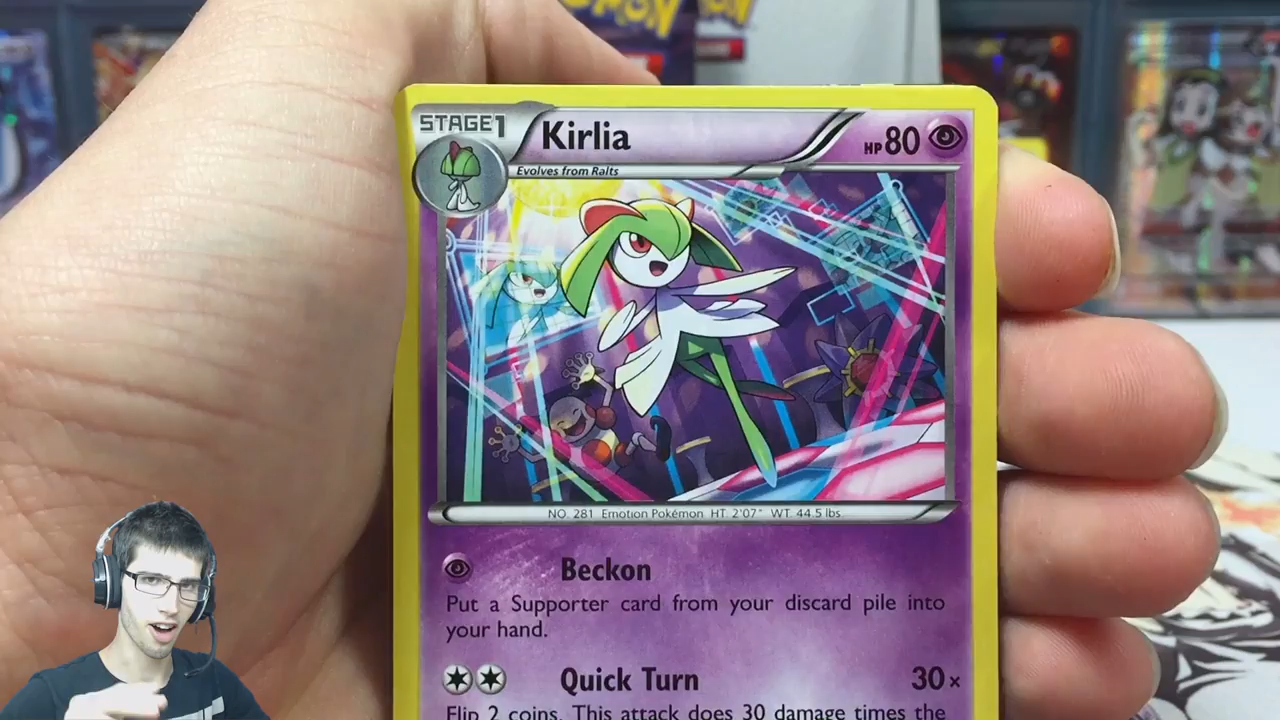 STAGE1
Kirlia
HP80
Evolves from Ralts
NO. 281 Emotion Pokémon HT. 2'07" WT. 44.5 lbs.
Beckon
Put a Supporter card from your discard pile into
your hand.
Quick Turn 30×
Flip 2 coins. This attack does 30 damage times the